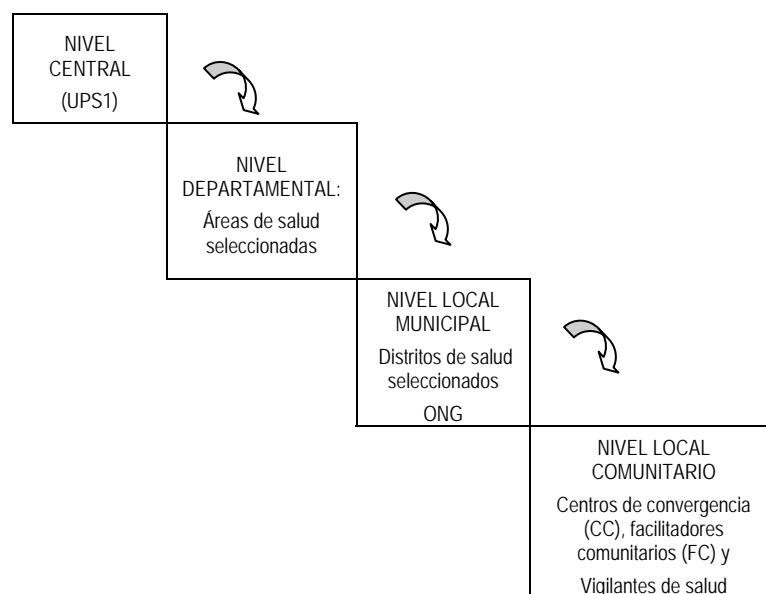 NIVEL
CENTRAL
(UPS1)
NIVEL
DEPARTAMENTAL:
Áreas de salud
seleccionadas
NIVEL LOCAL
MUNICIPAL
Distritos de salud
seleccionados
ONG
NIVEL LOCAL
COMUNITARIO
Centros de convergencia
(CC), facilitadores
comunitarios (FC) y
Vigilantes de salud